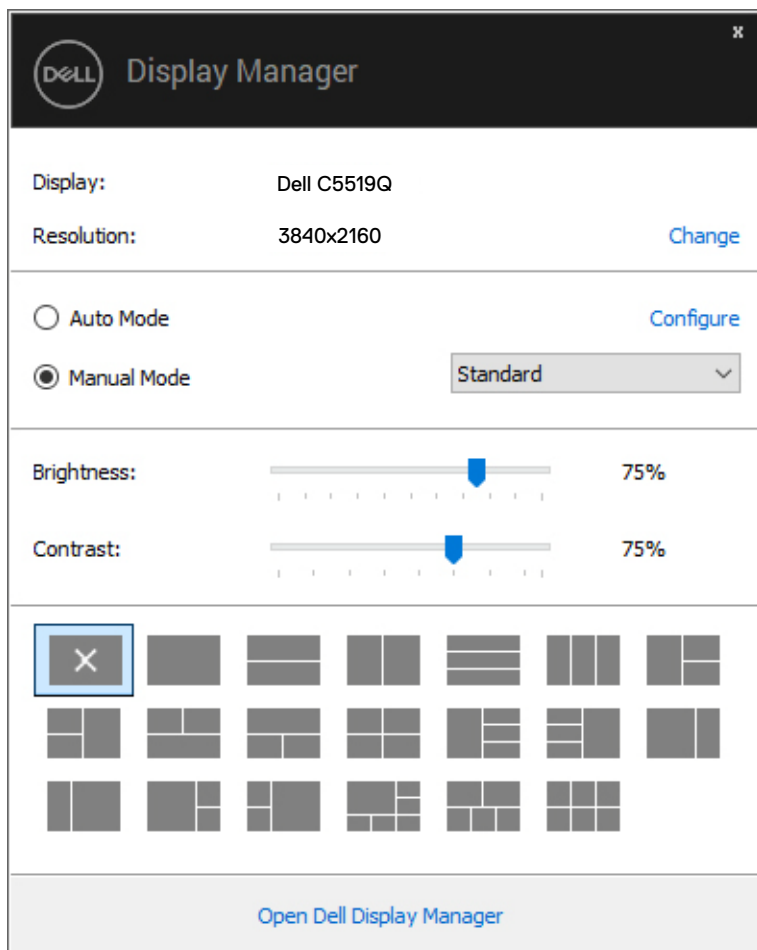 x
DELL Display Manager
Display: Dell C5519Q
Resolution: 3840x2160 Change
Auto Mode Configure
Manual Mode Standard
Brightness: 75%
Contrast: 75%
Open Dell Display Manager